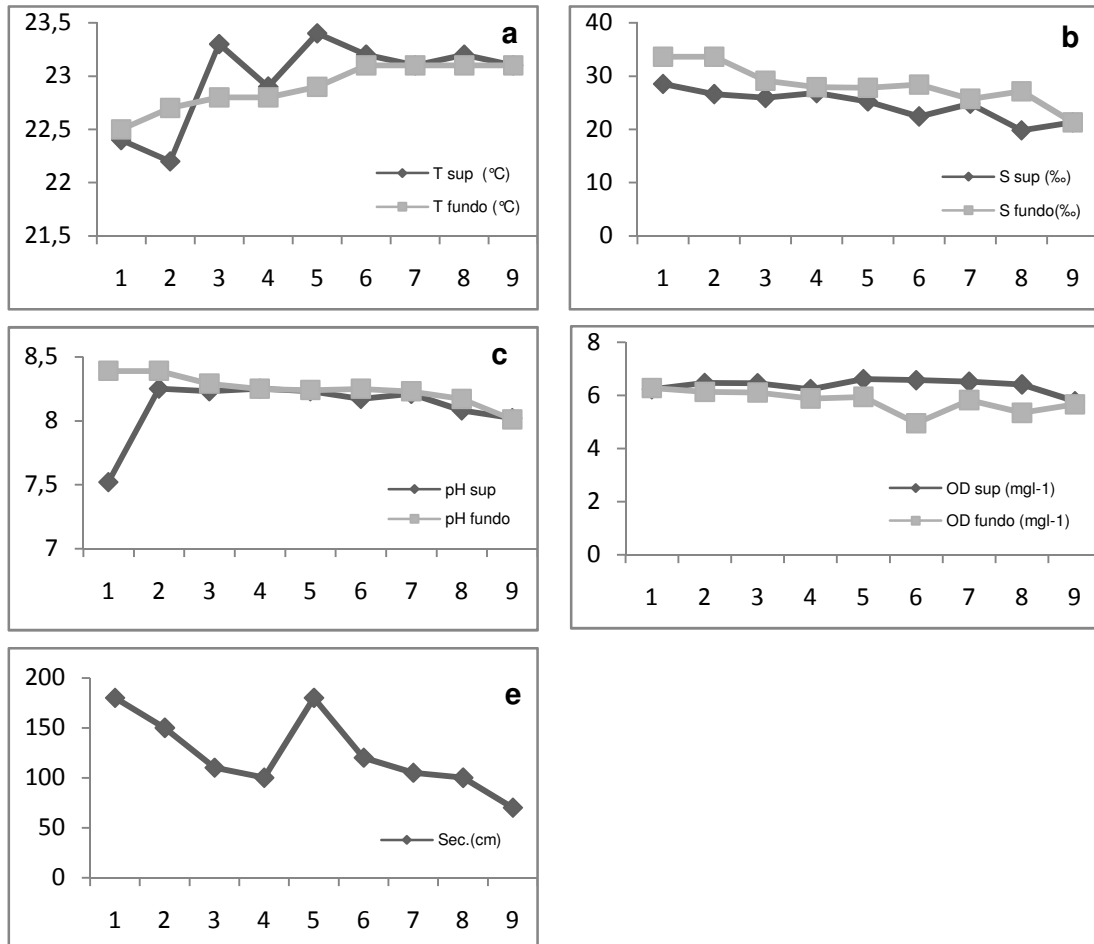 a
23,5
23
22,5
22
21,5
T sup (°C)
T fundo (°C)
1 2 3 4 5 6 7 8 9
b
40
30
20
10
0
S sup (‰)
S fundo(‰)
1 2 3 4 5 6 7 8 9
c
8,5
8
7,5
7
pH sup
pH fundo
1 2 3 4 5 6 7 8 9
8
6
4
2
0
OD sup (mgl-1)
OD fundo (mgl-1)
1 2 3 4 5 6 7 8 9
e
200
150
100
50
0
Sec.(cm)
1 2 3 4 5 6 7 8 9